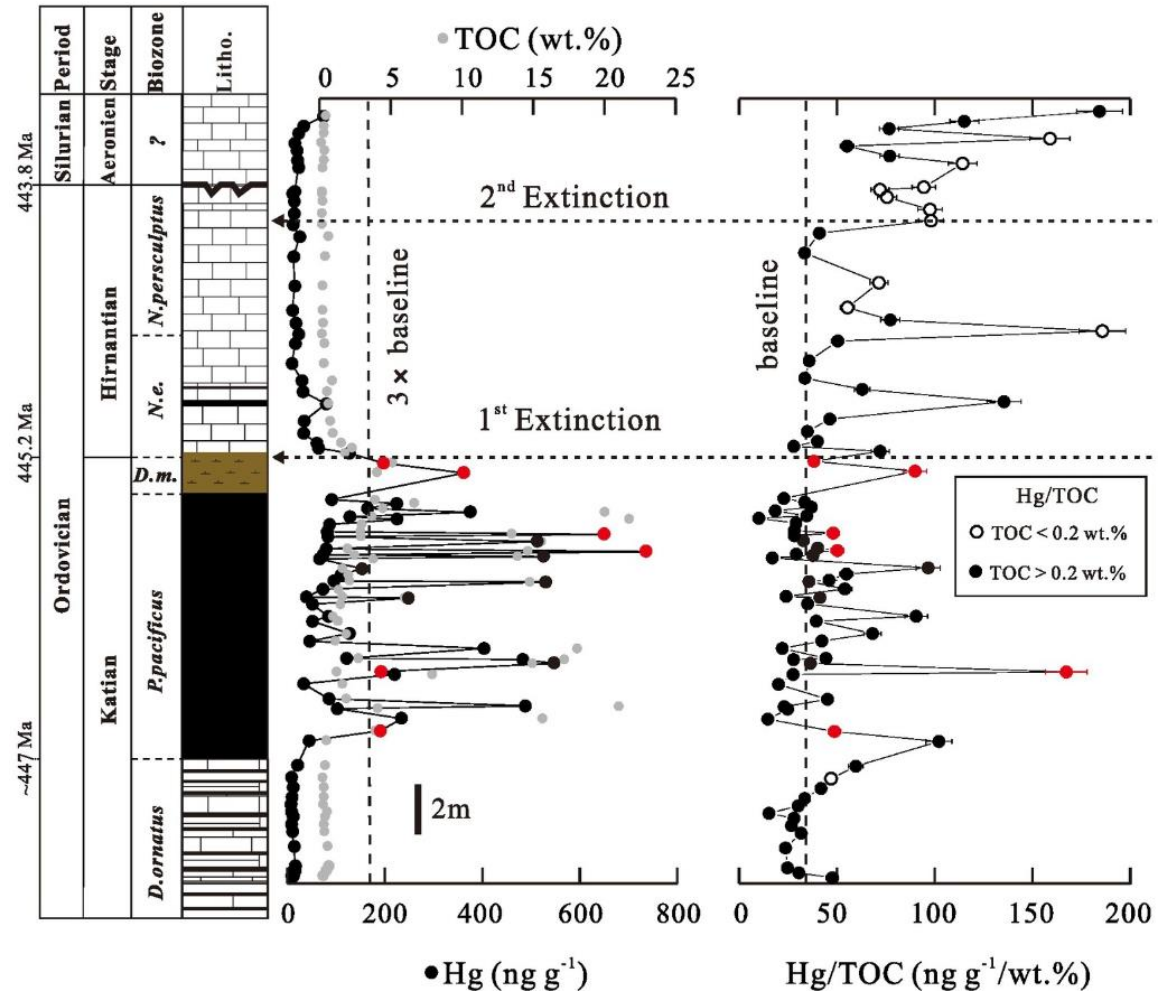 TOC (wt.%)
0 5 10 15 20 25
Period
Stage
Biozone
Litho.
Silurian
Aeronien
?
443.8 Ma
2nd Extinction
N.persculptus
Hirnantian
3 × baseline
baseline
N.e.
1st Extinction
445.2 Ma
D.m.
Hg/TOC
TOC < 0.2 wt.%
TOC > 0.2 wt.%
Ordovician
P.pacificus
Katian
~447 Ma
2m
D.ornatus
0 200 400 600 800
0 50 100 150 200
Hg (ng g-1)
Hg/TOC (ng g-1/wt.%)